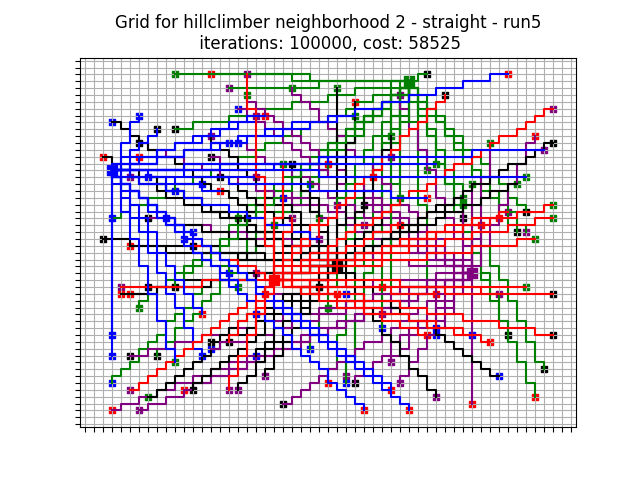 Grid for hillclimber neighborhood 2 - straight - run5
iterations: 100000, cost: 58525